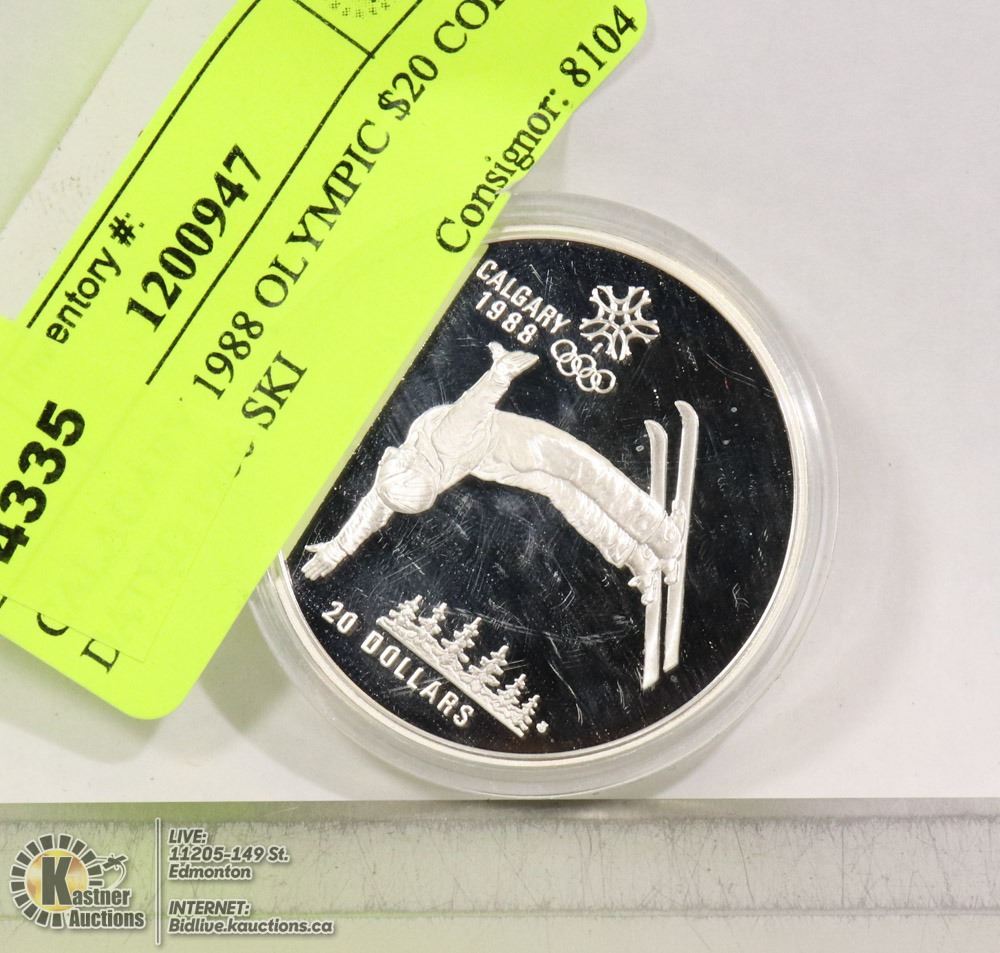 entory #:
1200947
1988 OLYMPIC $20
SKI
Consignor: 8104
4335
CALGARY
1988
20 DOLLARS
Kastner
Auctions
LIVE:
11205-149 St.
Edmonton
INTERNET:
Bidlive.kauctions.ca